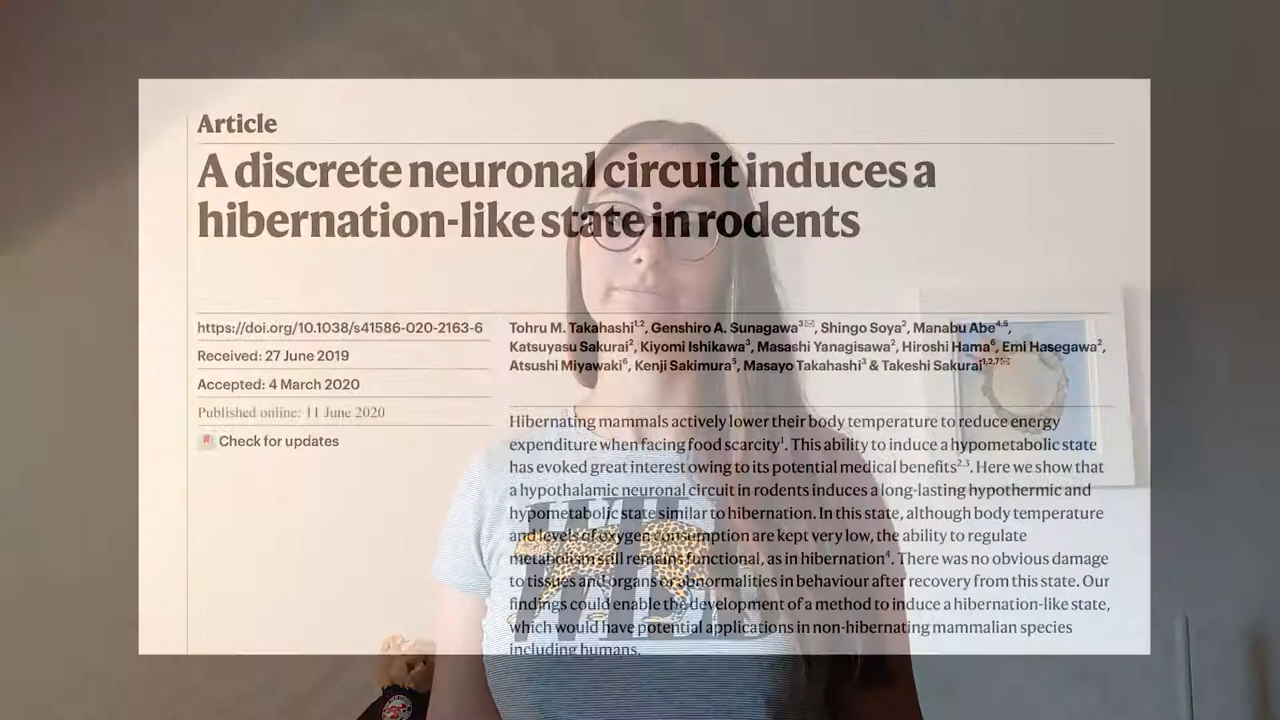 Article
A discrete neuronal circuit induces a
hibernation-like state in rodents
https://doi.org/10.1038/s41586-020-2163-6
Received: 27 June 2019
Accepted: 4 March 2020
Published online: 11 June 2020
Check for updates
Tohru M. Takahashi1,2, Genshiro A. Sunagawa3✉, Shingo Soya2, Manabu Abe4,5,
Katsuyasu Sakurai2, Kiyomi Ishikawa3, Masashi Yanagisawa2, Hiroshi Hama6, Emi Hasegawa2,
Atsushi Miyawaki6, Kenji Sakimura5, Masayo Takahashi3 & Takeshi Sakurai1,2,7✉
Hibernating mammals actively lower their body temperature to reduce energy
expenditure when facing food scarcity1. This ability to induce a hypometabolic state
has evoked great interest owing to its potential medical benefits2,3. Here we show that
a hypothalamic neuronal circuit in rodents induces a long-lasting hypothermic and
hypometabolic state similar to hibernation. In this state, although body temperature
and levels of oxygen consumption are kept very low, the ability to regulate
metabolism still remains functional, as in hibernation4. There was no obvious damage
to tissues and organs or abnormalities in behaviour after recovery from this state. Our
findings could enable the development of a method to induce a hibernation-like state,
which would have potential applications in non-hibernating mammalian species
including humans.